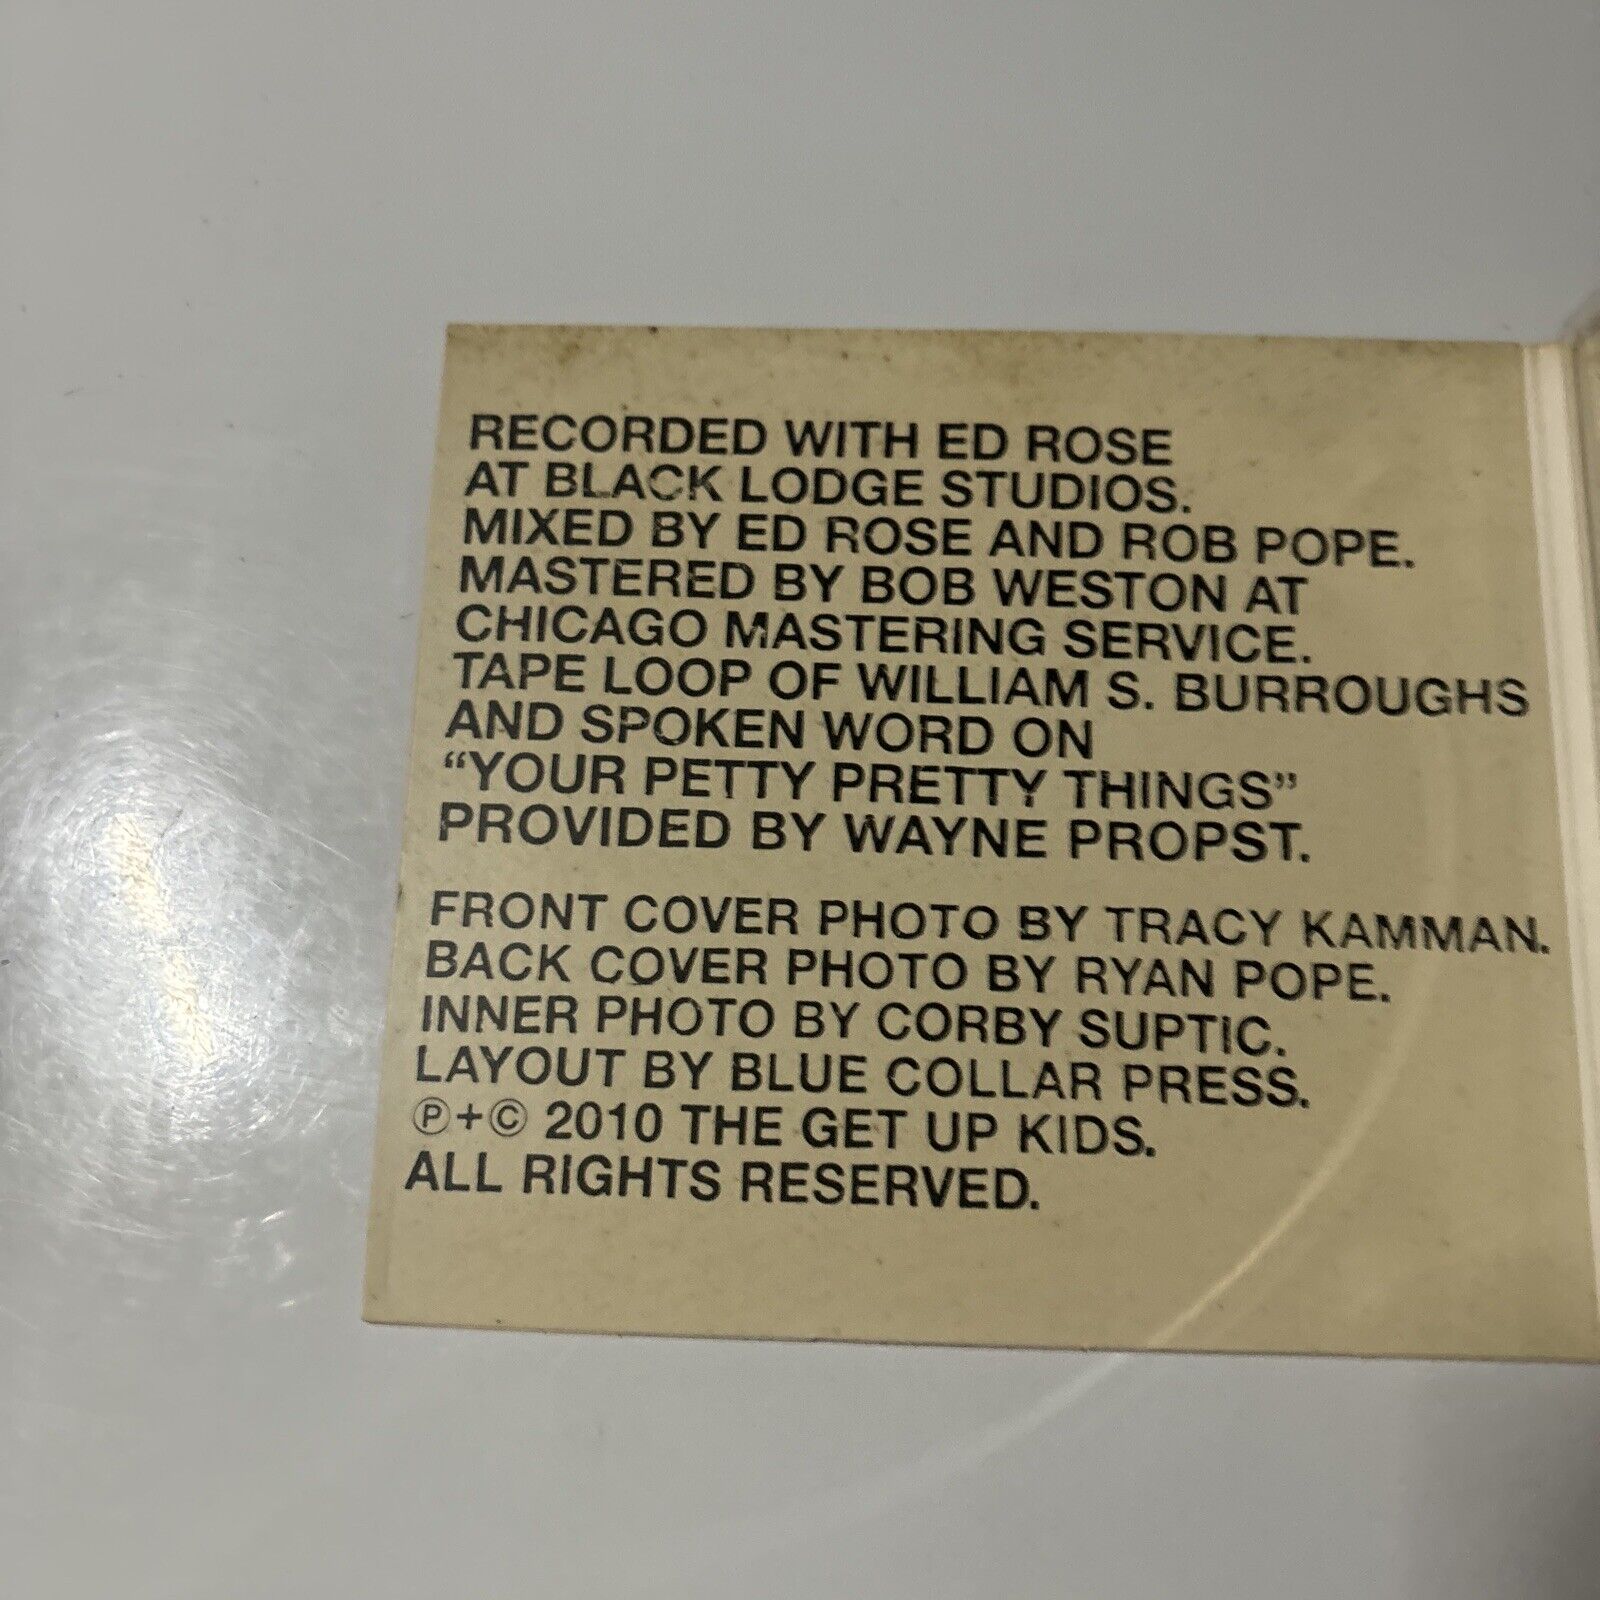 RECORDED WITH ED ROSE
AT BLACK LODGE STUDIOS.
MIXED BY ED ROSE AND ROB POPE.
MASTERED BY BOB WESTON AT
CHICAGO MASTERING SERVICE.
TAPE LOOP OF WILLIAM S. BURROUGHS
AND SPOKEN WORD ON
“YOUR PETTY PRETTY THINGS”
PROVIDED BY WAYNE PROPST.
FRONT COVER PHOTO BY TRACY KAMMAN.
BACK COVER PHOTO BY RYAN POPE.
INNER PHOTO BY CORBY SUPTIC.
LAYOUT BY BLUE COLLAR PRESS.
℗+© 2010 THE GET UP KIDS.
ALL RIGHTS RESERVED.